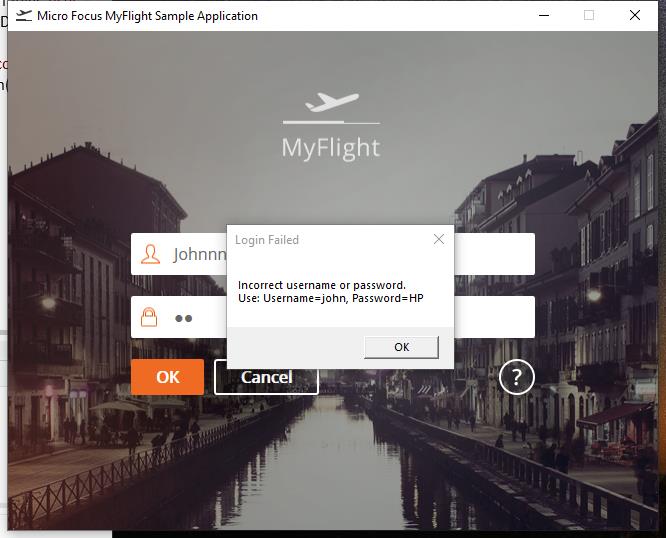 Micro Focus MyFlight Sample Application
MyFlight
Login Failed
Johnnn
Incorrect username or password.
Use: Username=john, Password=HP
OK
OK
Cancel
?